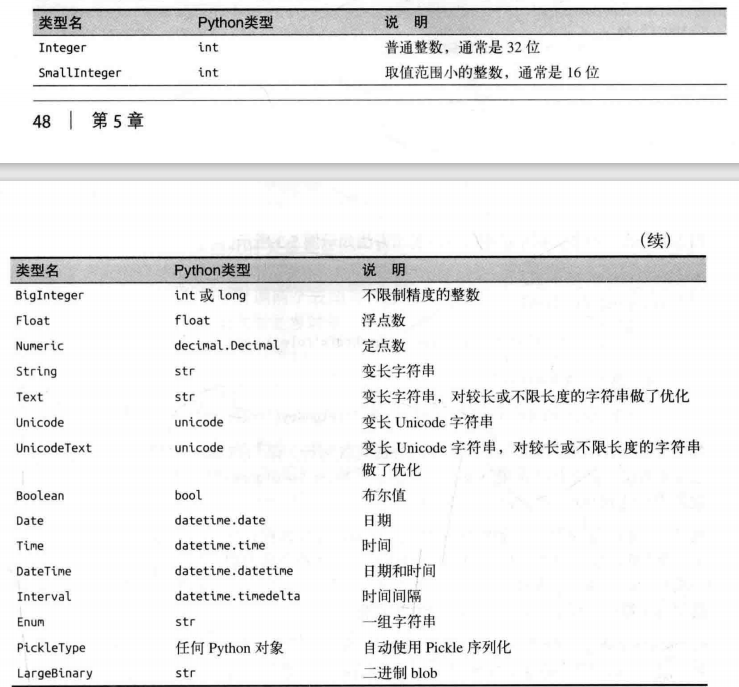 类型名 Python类型 说 明
Integer int 普通整数，通常是 32 位
SmallInteger int 取值范围小的整数，通常是 16 位
48 | 第 5 章
（续）
类型名 Python类型 说 明
BigInteger int 或 long 不限制精度的整数
Float float 浮点数
Numeric decimal.Decimal 定点数
String str 变长字符串
Text str 变长字符串，对较长或不限长度的字符串做了优化
Unicode unicode 变长 Unicode 字符串
UnicodeText unicode 变长 Unicode 字符串，对较长或不限长度的字符串
做了优化
Boolean bool 布尔值
Date datetime.date 日期
Time datetime.time 时间
DateTime datetime.datetime 日期和时间
Interval datetime.timedelta 时间间隔
Enum str 一组字符串
PickleType 任何 Python 对象 自动使用 Pickle 序列化
LargeBinary str 二进制 blob